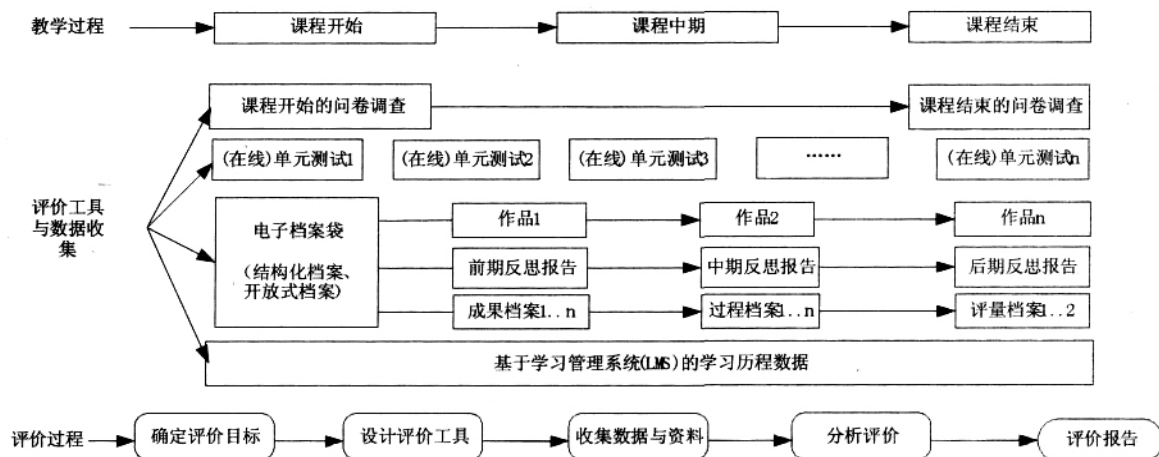 教学过程
课程开始
课程中期
课程结束
课程开始的问卷调查
课程结束的问卷调查
(在线)单元测试1
(在线)单元测试2
(在线)单元测试3
……
(在线)单元测试n
评价工具
与数据收
集
电子档案袋
(结构化档案、
开放式档案)
作品1
作品2
作品n
前期反思报告
中期反思报告
后期反思报告
成果档案1..n
过程档案1..n
评量档案1..2
基于学习管理系统(LMS)的学习历程数据
评价过程
确定评价目标
设计评价工具
收集数据与资料
分析评价
评价报告